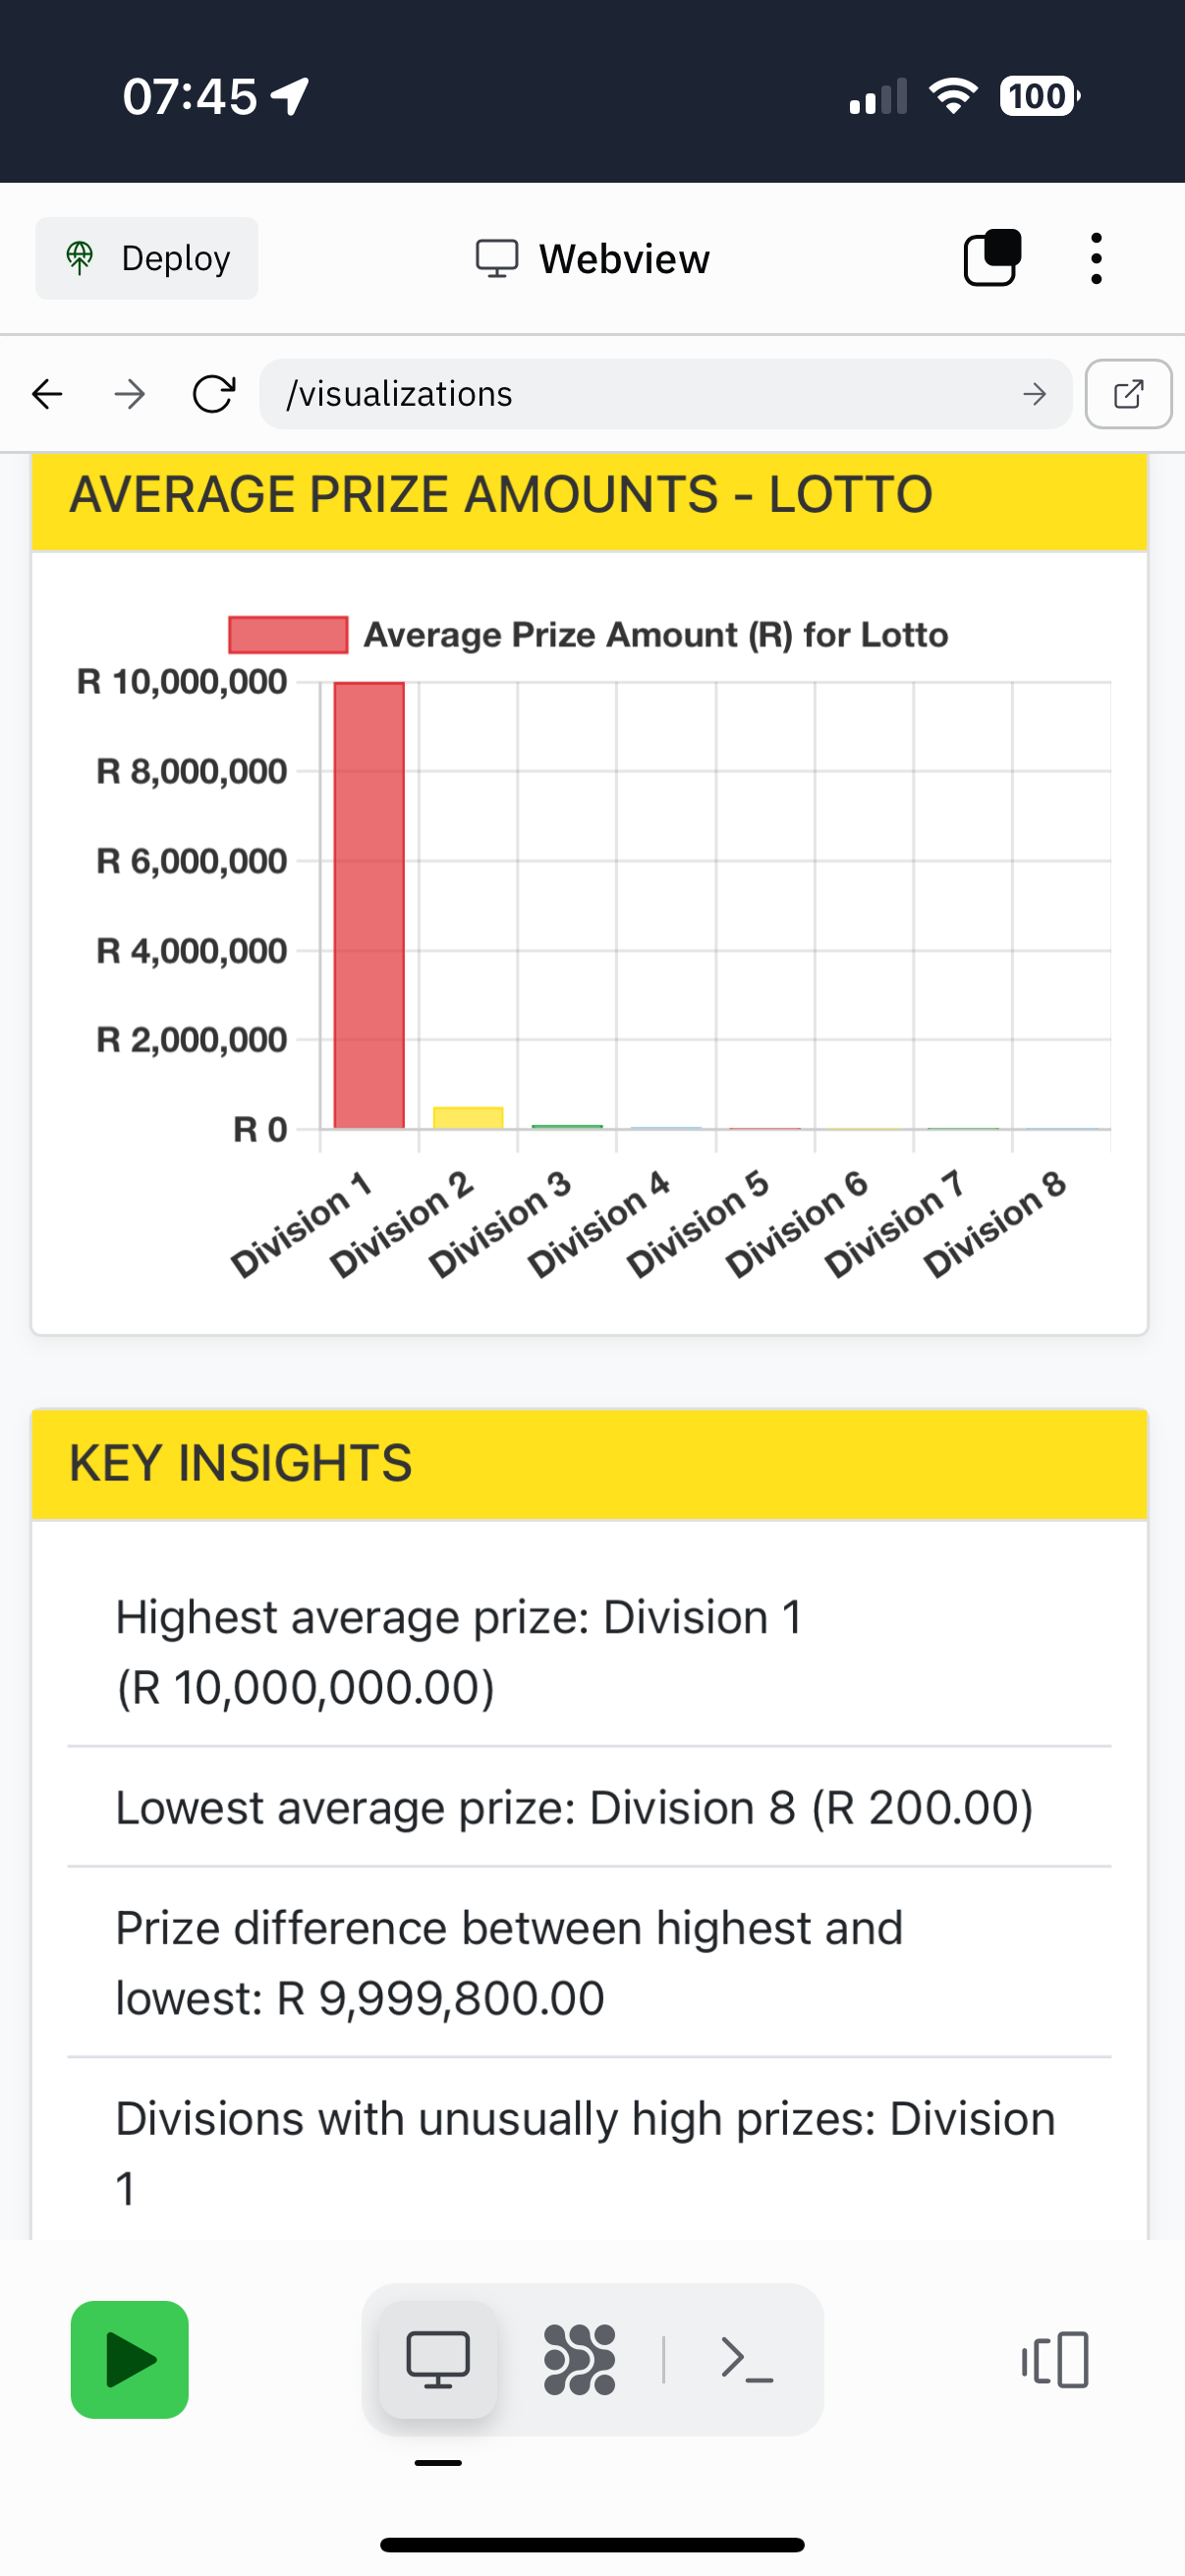 07:45
100
Deploy
Webview
/visualizations
AVERAGE PRIZE AMOUNTS - LOTTO
Average Prize Amount (R) for Lotto
R 10,000,000
R 8,000,000
R 6,000,000
R 4,000,000
R 2,000,000
R 0
Division 1
Division 2
Division 3
Division 4
Division 5
Division 6
Division 7
Division 8
KEY INSIGHTS
Highest average prize: Division 1
(R 10,000,000.00)
Lowest average prize: Division 8 (R 200.00)
Prize difference between highest and
lowest: R 9,999,800.00
Divisions with unusually high prizes: Division
1